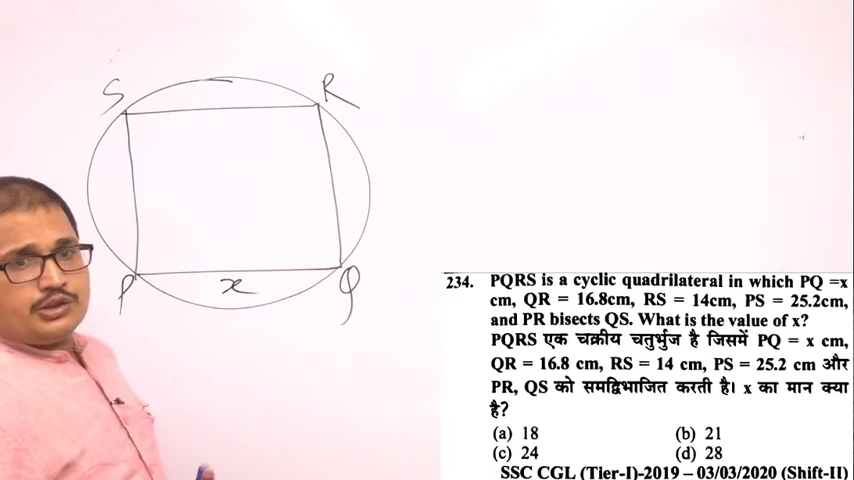 S
R
P
x
Q
234. PQRS is a cyclic quadrilateral in which PQ =x
cm, QR = 16.8cm, RS = 14cm, PS = 25.2cm,
and PR bisects QS. What is the value of x?
PQRS एक चक्रीय चतुर्भुज है जिसमें PQ = x cm,
QR = 16.8 cm, RS = 14 cm, PS = 25.2 cm और
PR, QS को समद्विभाजित करती है। x का मान क्या
है?
(a) 18 (b) 21
(c) 24 (d) 28
SSC CGL (Tier-I)-2019 – 03/03/2020 (Shift-II)